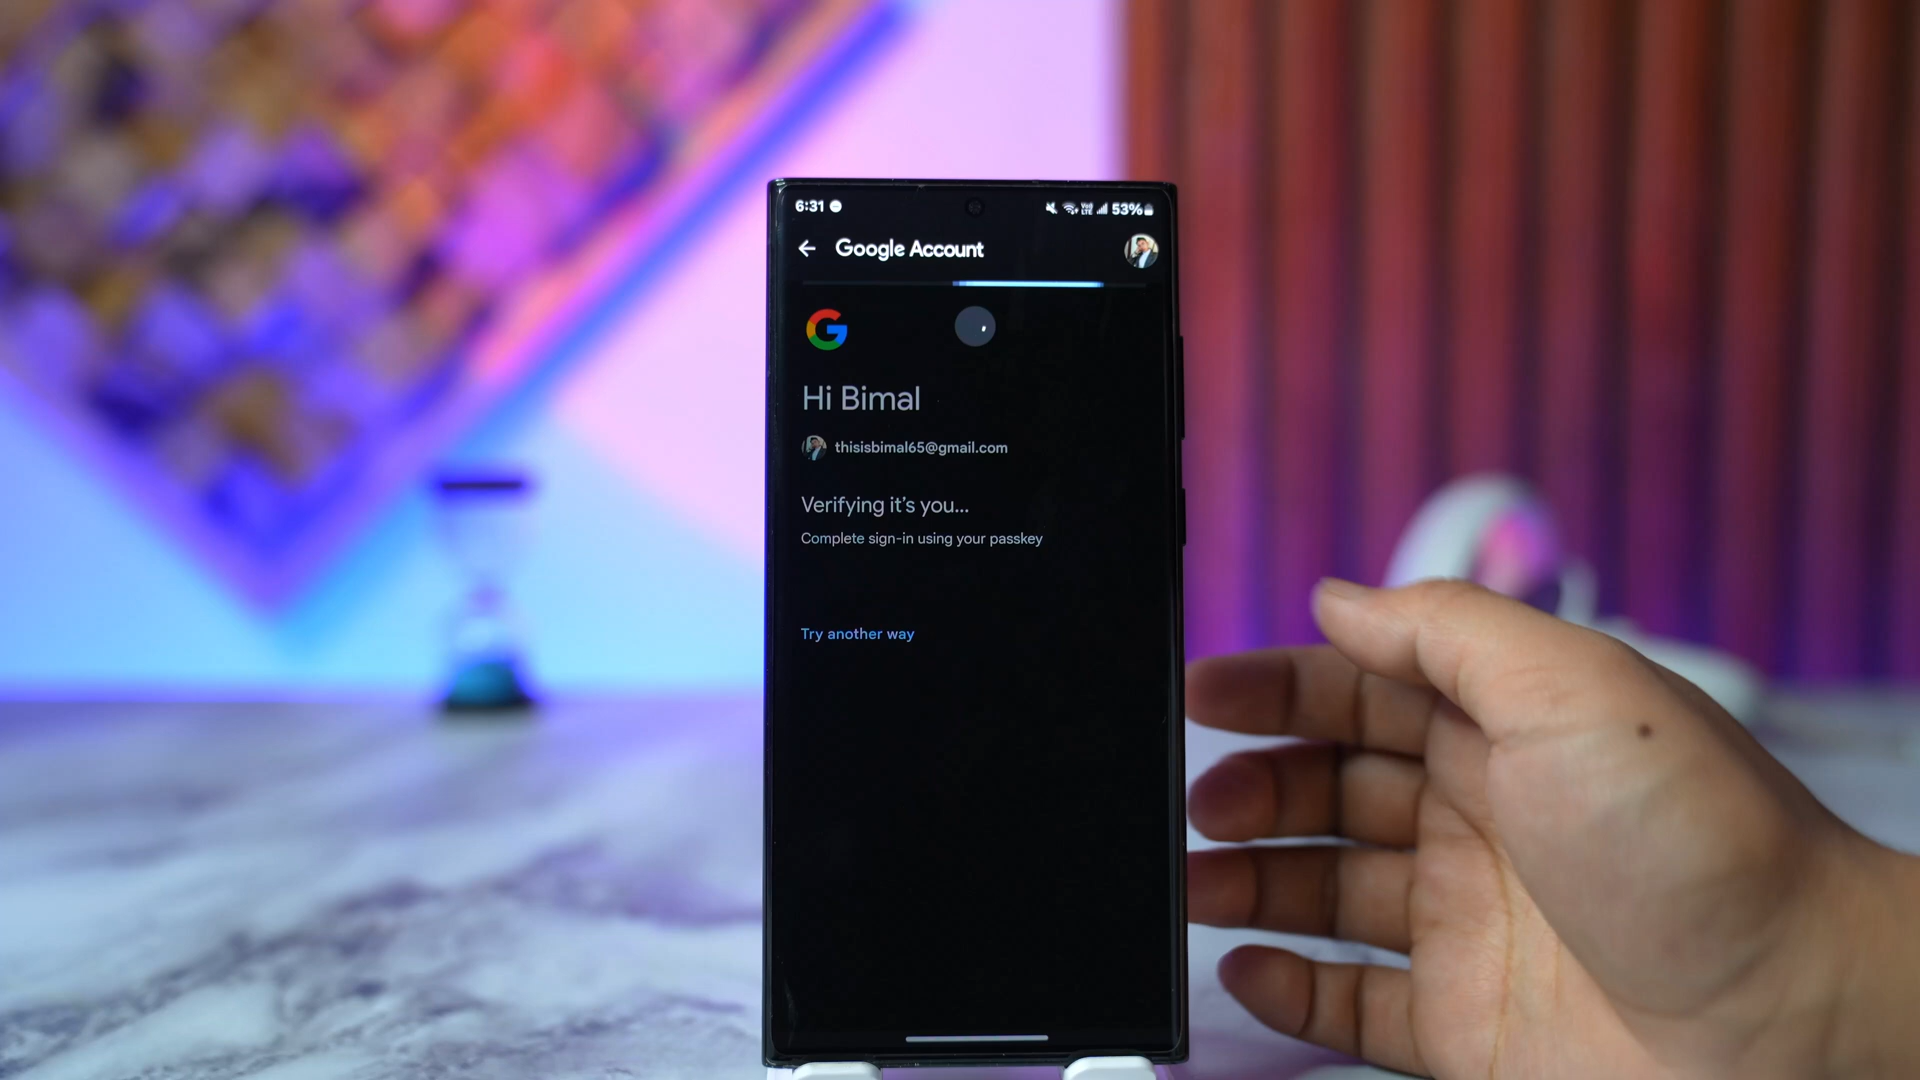 6:31 53%
Google Account
Hi Bimal
thisisbimal65@gmail.com
Verifying it's you...
Complete sign-in using your passkey
Try another way